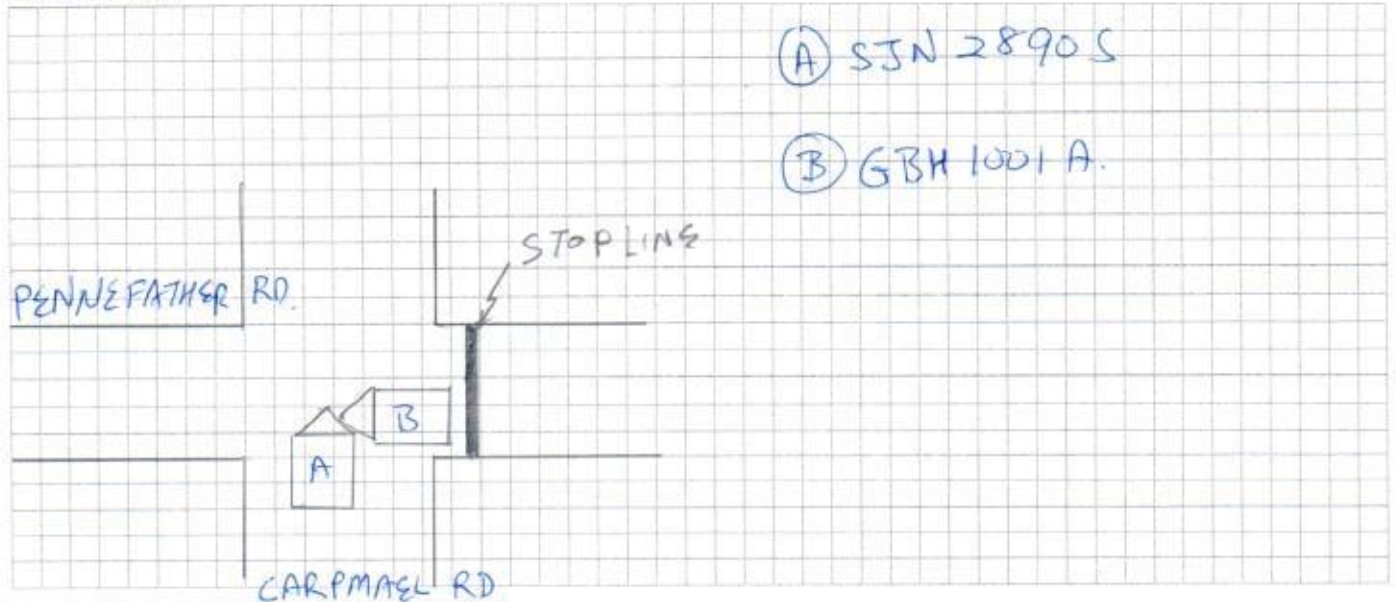 (A) SJN 2890 S
(B) GBH 1001 A.
STOP LINE
PENNEFATHER RD.
B
A
CARPMAEL RD